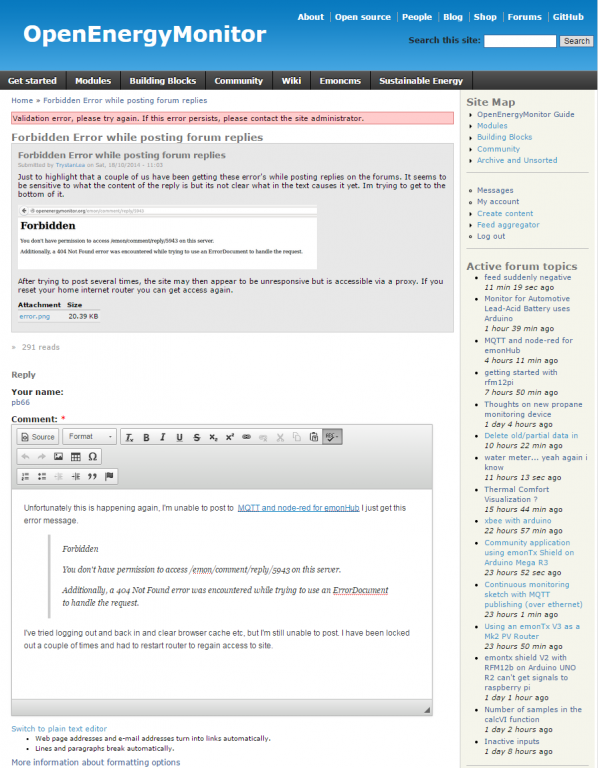 About Open source People Blog Shop Forums GitHub
OpenEnergyMonitor
Search this site: Search
Get started Modules Building Blocks Community Wiki Emoncms Sustainable Energy
Home » Forbidden Error while posting forum replies
Validation error, please try again. If this error persists, please contact the site administrator.
Forbidden Error while posting forum replies
Forbidden Error while posting forum replies
Submitted by TrystanLea on Sat, 18/10/2014 - 11:53
Just to highlight that a couple of us have been getting these error's while posting replies on the forums. It seems to
be sensitive to what the content of the reply is but its not clear what in the text causes it yet. Im trying to get to the
bottom of it.
openenergymonitor.org/emon/comment/reply/5943
Forbidden
You don't have permission to access /emon/comment/reply/5943 on this server.
Additionally, a 404 Not Found error was encountered while trying to use an ErrorDocument to handle the request.
After trying to post several times, the site may then appear to be unresponsive but is accessible via a proxy. If you
reset your home internet router you can get access again.
Attachment Size
error.png 20.39 KB
» 291 reads
Reply
Your name:
pb66
Comment: *
Source Format
Unfortunately this is happening again, I'm unable to post to MQTT and node-red for emonHub I just get this
error message.
Forbidden
You don't have permission to access /emon/comment/reply/5943 on this server.
Additionally, a 404 Not Found error was encountered while trying to use an ErrorDocument
to handle the request.
I've tried logging out and back in and clear browser cache etc, but I'm still unable to post. I have been locked
out a couple of times and had to restart router to regain access to site.
Switch to plain text editor
Web page addresses and e-mail addresses turn into links automatically.
Lines and paragraphs break automatically.
More information about formatting options
Site Map
OpenEnergyMonitor Guide
Modules
Building Blocks
Community
Archive and Unsorted
Messages
My account
Create content
Feed aggregator
Log out
Active forum topics
feed suddenly negative
11 min 19 sec ago
Monitor for Automotive
Lead-Acid Battery uses
Arduino
1 hour 39 min ago
MQTT and node-red for
emonHub
4 hours 11 min ago
getting started with
rfm12pi
7 hours 50 min ago
Thoughts on new propane
monitoring device
1 day 4 hours ago
Delete old/partial data in
10 hours 22 min ago
water meter... yeah again i
know
11 hours 13 sec ago
Thermal Comfort
Visualization ?
15 hours 44 min ago
xbee with arduino
22 hours 57 min ago
Community application
using emonTx Shield on
Arduino Mega R3
23 hours 52 sec ago
Continuous monitoring
sketch with MQTT
publishing (over ethernet)
23 hours 1 min ago
Using an emonTx V3 as a
Mk2 PV Router
23 hours 50 min ago
emontx shield V2 with
RFM12b on Arduino UNO
R2 can't get signals to
raspberry pi
1 day 1 hour ago
Number of samples in the
calcVI function
1 day 2 hours ago
Inactive inputs
1 day 8 hours ago